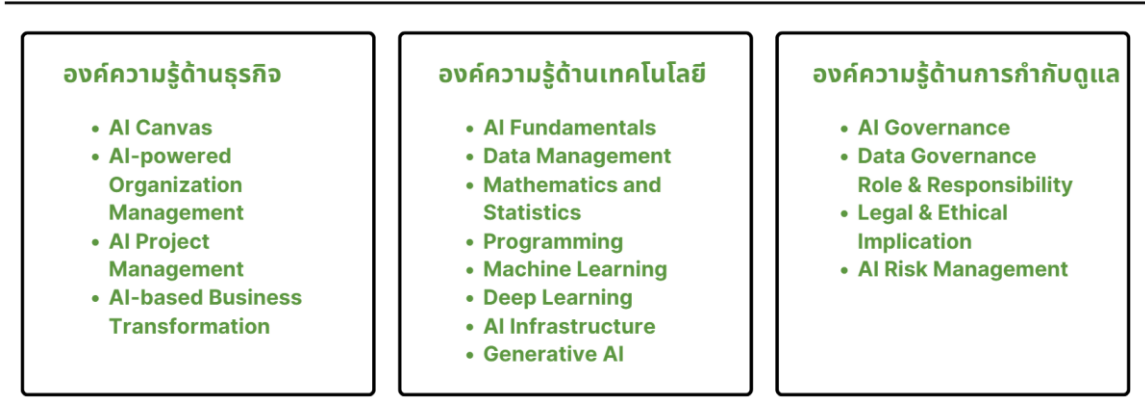 องค์ความรู้ด้านธุรกิจ
• AI Canvas
• AI-powered
Organization
Management
• AI Project
Management
• AI-based Business
Transformation
องค์ความรู้ด้านเทคโนโลยี
• AI Fundamentals
• Data Management
• Mathematics and
Statistics
• Programming
• Machine Learning
• Deep Learning
• AI Infrastructure
• Generative AI
องค์ความรู้ด้านการกำกับดูแล
• AI Governance
• Data Governance
Role & Responsibility
• Legal & Ethical
Implication
• AI Risk Management